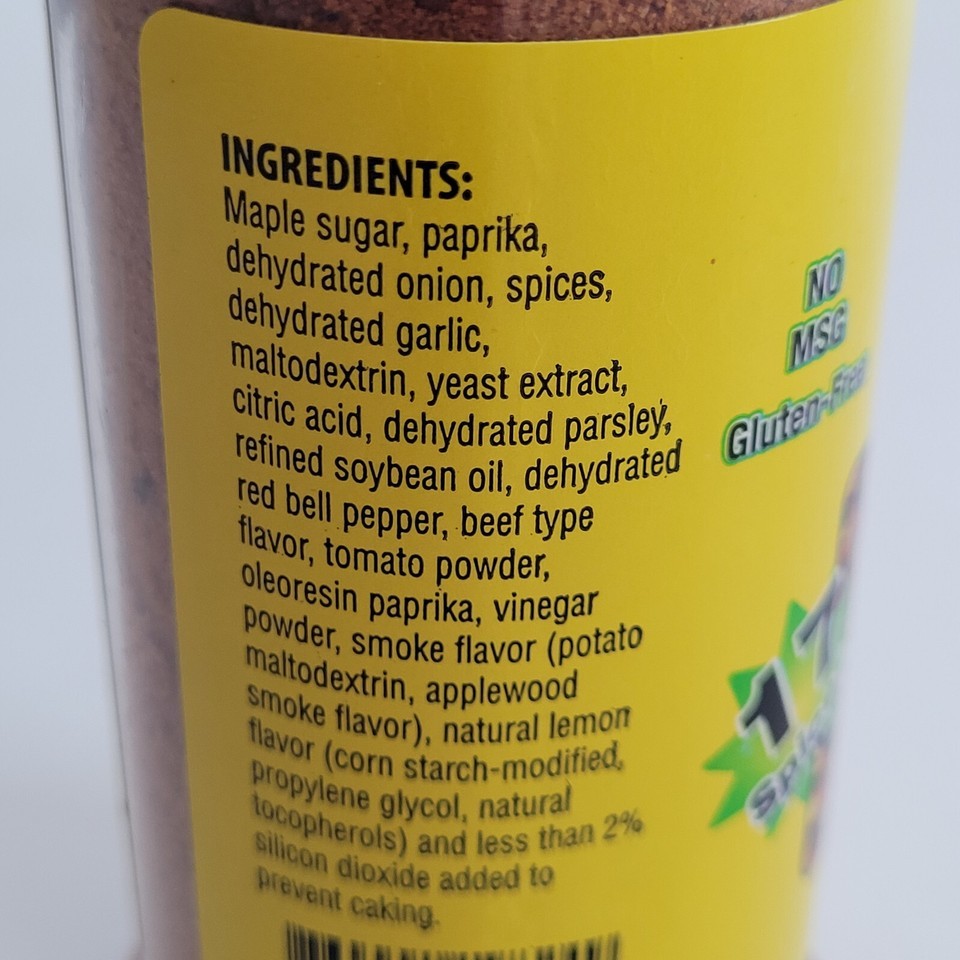 INGREDIENTS:
Maple sugar, paprika,
dehydrated onion, spices,
dehydrated garlic,
maltodextrin, yeast extract,
citric acid, dehydrated parsley,
refined soybean oil, dehydrated
red bell pepper, beef type
flavor, tomato powder,
oleoresin paprika, vinegar
powder, smoke flavor (potato
maltodextrin, applewood
smoke flavor), natural lemon
flavor (corn starch-modified,
propylene glycol, natural
tocopherols) and less than 2%
silicon dioxide added to
prevent caking.
NO
MSG
Gluten-Free
1